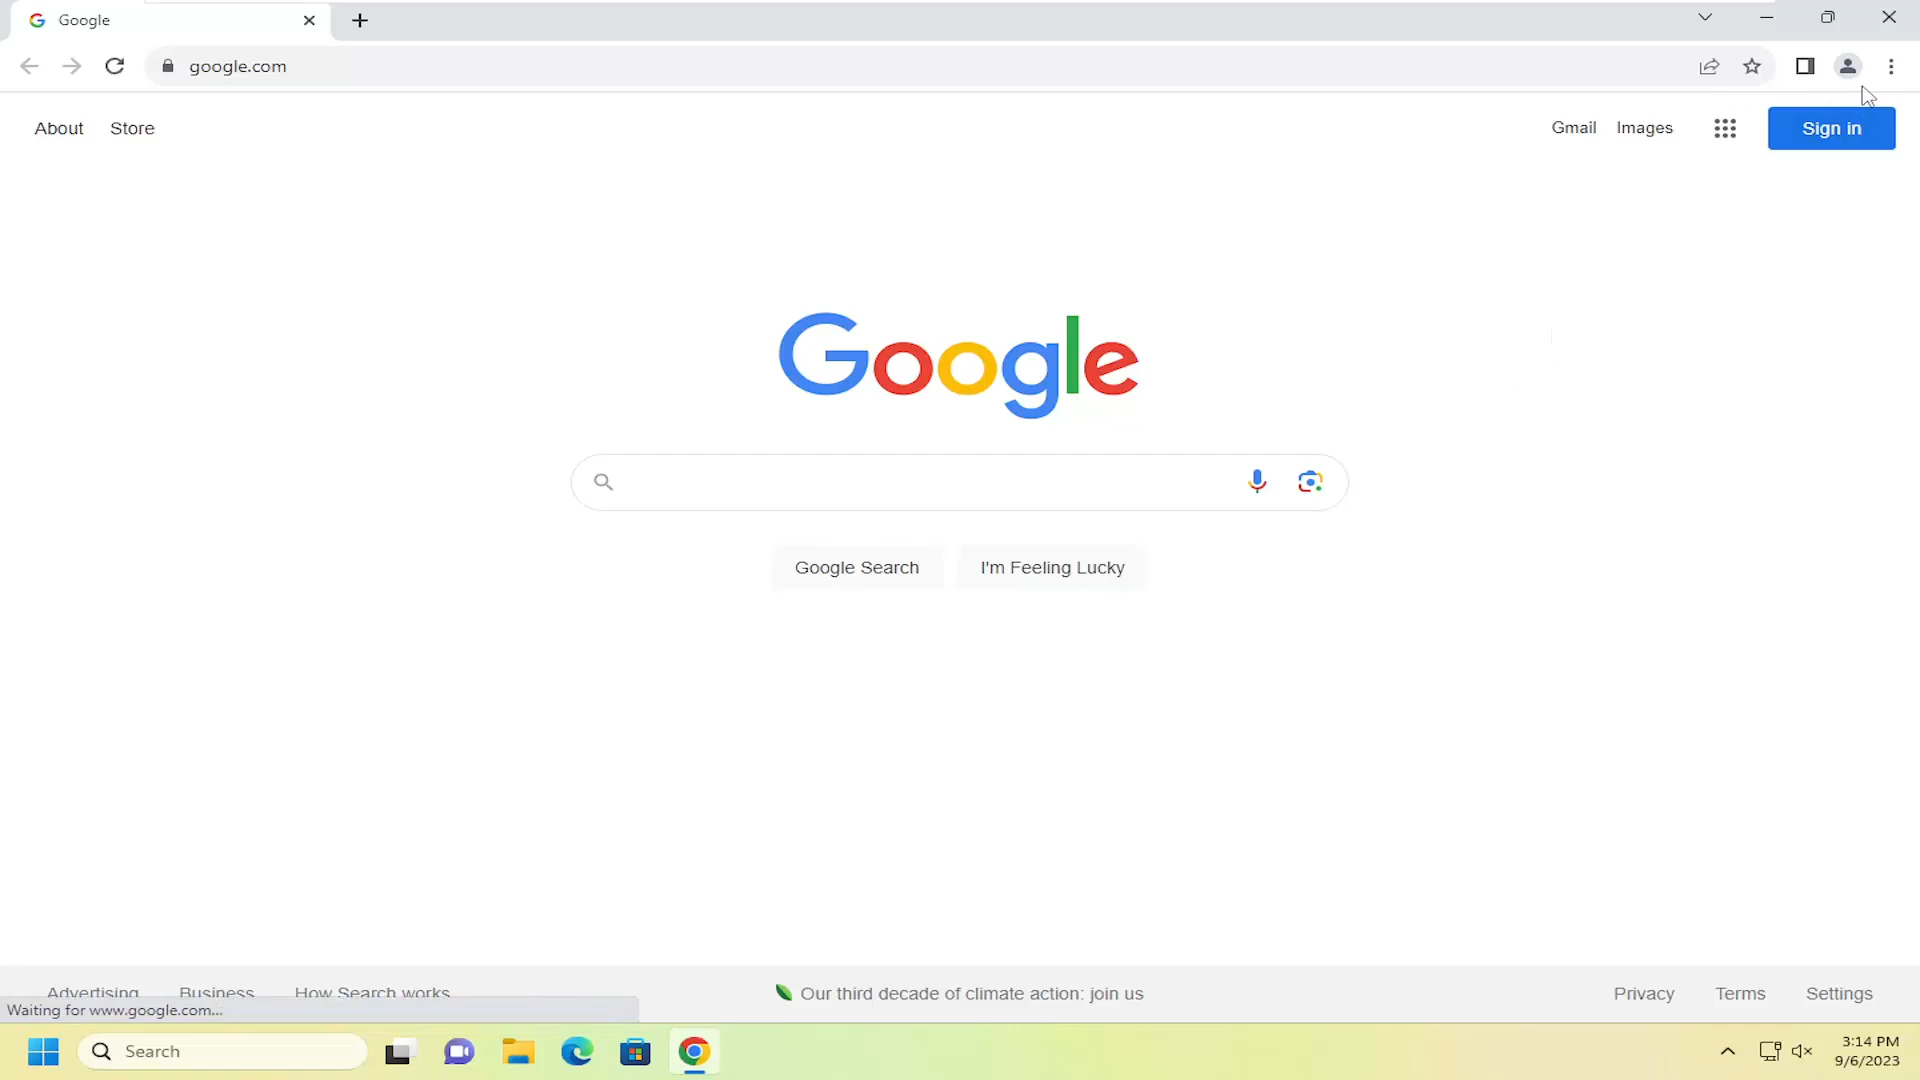 Google
google.com
About Store
Gmail Images Sign in
Google
Google Search I'm Feeling Lucky
Advertising Business How Search works Our third decade of climate action: join us Privacy Terms Settings
Waiting for www.google.com...
Search
3:14 PM
9/6/2023